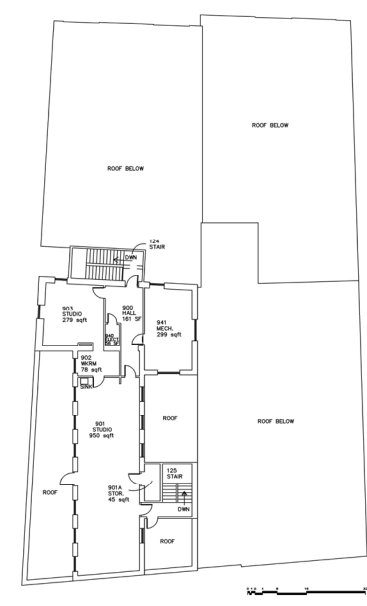 ROOF BELOW
ROOF BELOW
124
STAIR
DWN
903
STUDIO
279 sqft
900
HALL
161 SF
941
MECH.
299 sqft
940
ELECT.
902
WKRM
78 sqft
SINK
901
STUDIO
950 sqft
ROOF
ROOF BELOW
125
STAIR
901A
STOR.
45 sqft
ROOF
DWN
ROOF